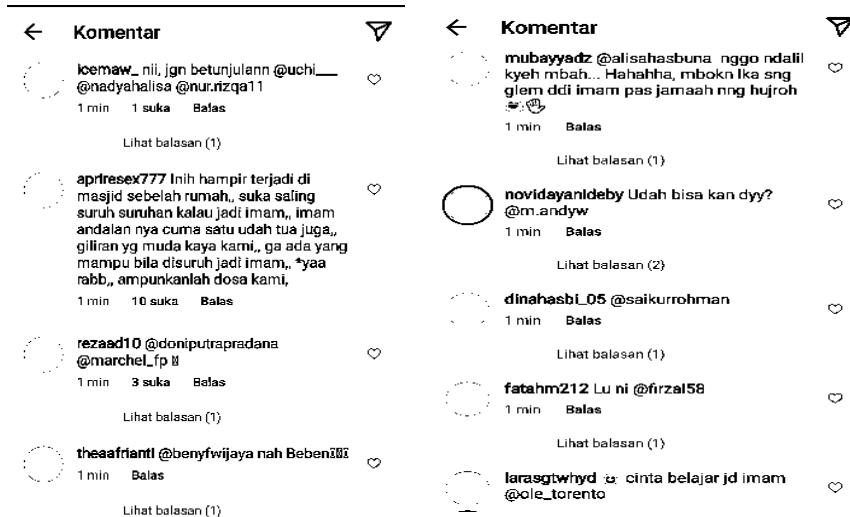 Komentar
icemaw_ nii, jgn betunjulann @uchi___
@nadyahalisa @nur.rizqa11
1 min 1 suka Balas
Lihat balasan (1)
apriresex777 Inih hampir terjadi di
masjid sebelah rumah,, suka saling
suruh suruhan kalau jadi imam,, imam
andalan nya cuma satu udah tua juga,,
giliran yg muda kaya kami,, ga ada yang
mampu bila disuruh jadi imam,, *yaa
rabb,, ampunkanlah dosa kami,
1 min 10 suka Balas
rezaad10 @doniputrapradana
@marchel_fp
1 min 3 suka Balas
Lihat balasan (1)
theaafrianti @benyfwijaya nah Beben
1 min Balas
Lihat balasan (1)
Komentar
mubayyadz @alisahasbuna nggo ndalil
kyeh mbah... Hahahha, mbokn Ika sng
glem ddi imam pas jamaah nng hujroh
1 min Balas
Lihat balasan (1)
novidayanideby Udah bisa kan dyy?
@m.andyw
1 min Balas
Lihat balasan (2)
dinahasbi_05 @saikurrohman
1 min Balas
Lihat balasan (1)
fatahm212 Lu ni @firzal58
1 min Balas
Lihat balasan (1)
larasgtwhyd cinta belajar jd imam
@ole_torento